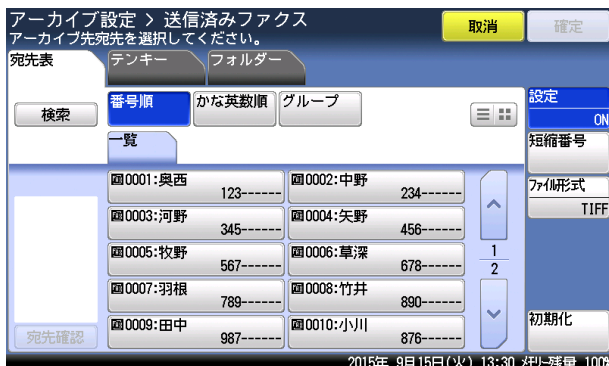 アーカイブ設定 > 送信済みファクス
アーカイブ先宛先を選択してください。
取消
確定
宛先表
テンキー
フォルダー
検索
番号順
かな英数順
グループ
一覧
0001:奥西
123------
0002:中野
234------
0003:河野
345------
0004:矢野
456------
0005:牧野
567------
0006:草深
678------
0007:羽根
789------
0008:竹井
890------
0009:田中
987------
0010:小川
876------
1
2
宛先確認
設定
ON
短縮番号
ファイル形式
TIFF
初期化
2015年 9月15日(火) 13:30 メモリー残量 100%